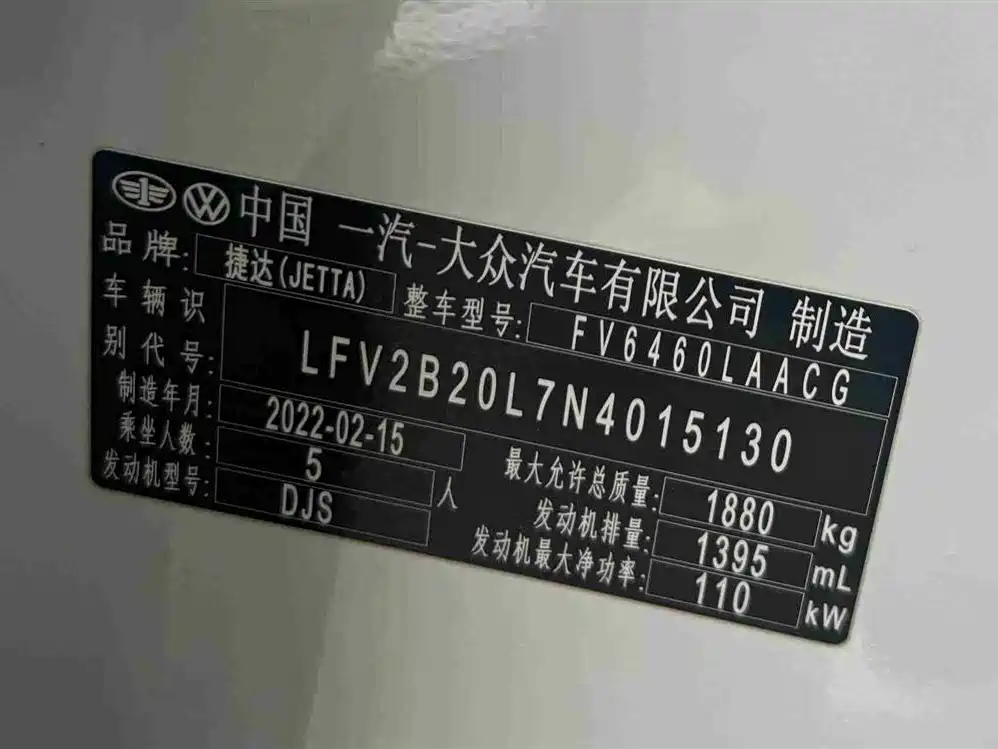 中国 一汽-大众汽车有限公司 制造
品牌: 捷达(JETTA) 整车型号: FV6460LAACG
车辆识别代号: LFV2B20L7N4015130
制造年月: 2022-02-15
乘坐人数: 5 人 最大允许总质量: 1880 kg
发动机型号: DJS 发动机排量: 1395 mL
发动机最大净功率: 110 kW